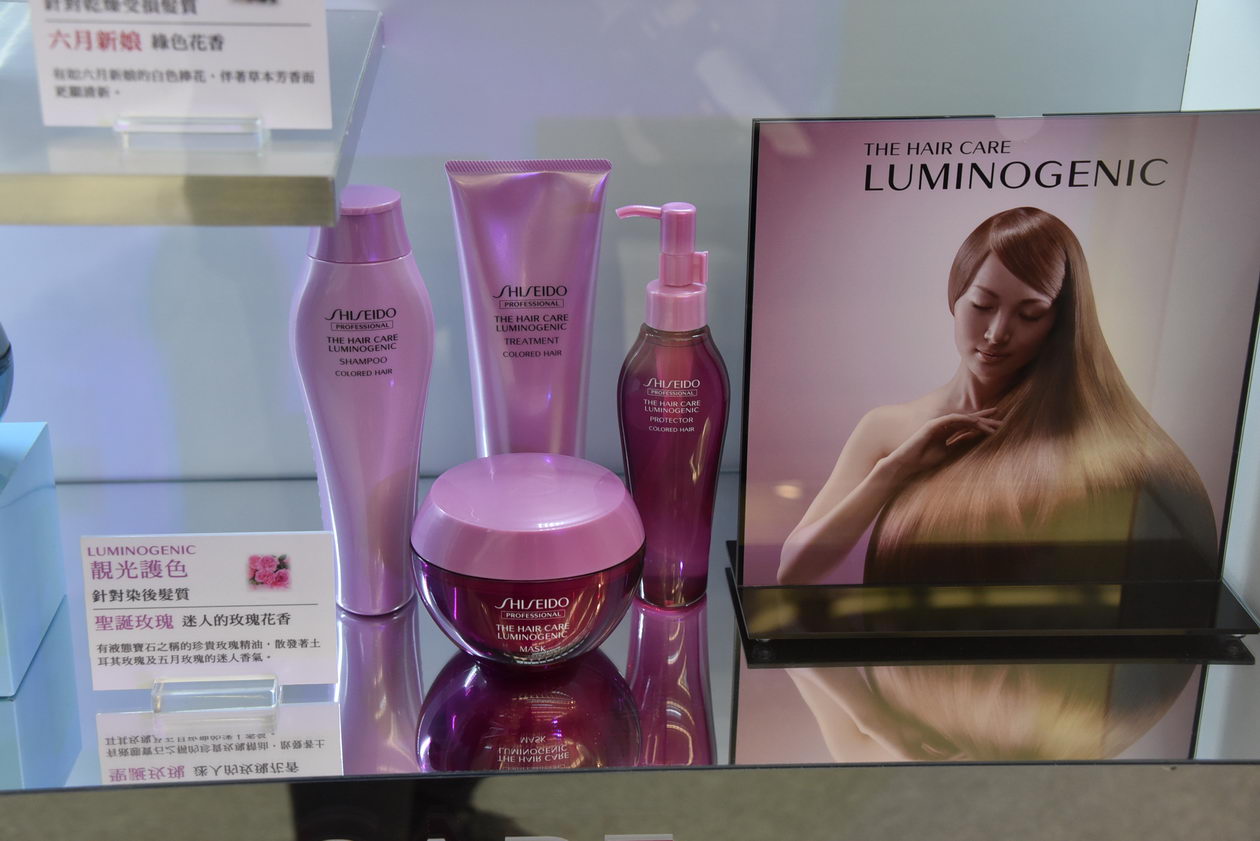 針對乾燥受損髮質
六月新娘 綠色花香
有如六月新娘的白色捧花，伴著草本芳香而
更顯清新。
THE HAIR CARE
LUMINOGENIC
SHISEIDO
PROFESSIONAL
THE HAIR CARE
LUMINOGENIC
SHAMPOO
COLORED HAIR
SHISEIDO
PROFESSIONAL
THE HAIR CARE
LUMINOGENIC
TREATMENT
COLORED HAIR
SHISEIDO
PROFESSIONAL
THE HAIR CARE
LUMINOGENIC
PROTECTOR
COLORED HAIR
SHISEIDO
PROFESSIONAL
THE HAIR CARE
LUMINOGENIC
MASK
LUMINOGENIC
靚光護色
針對染後髮質
聖誕玫瑰 迷人的玫瑰花香
有液態寶石之稱的珍貴玫瑰精油，散發著土
耳其玫瑰及五月玫瑰的迷人香氣。